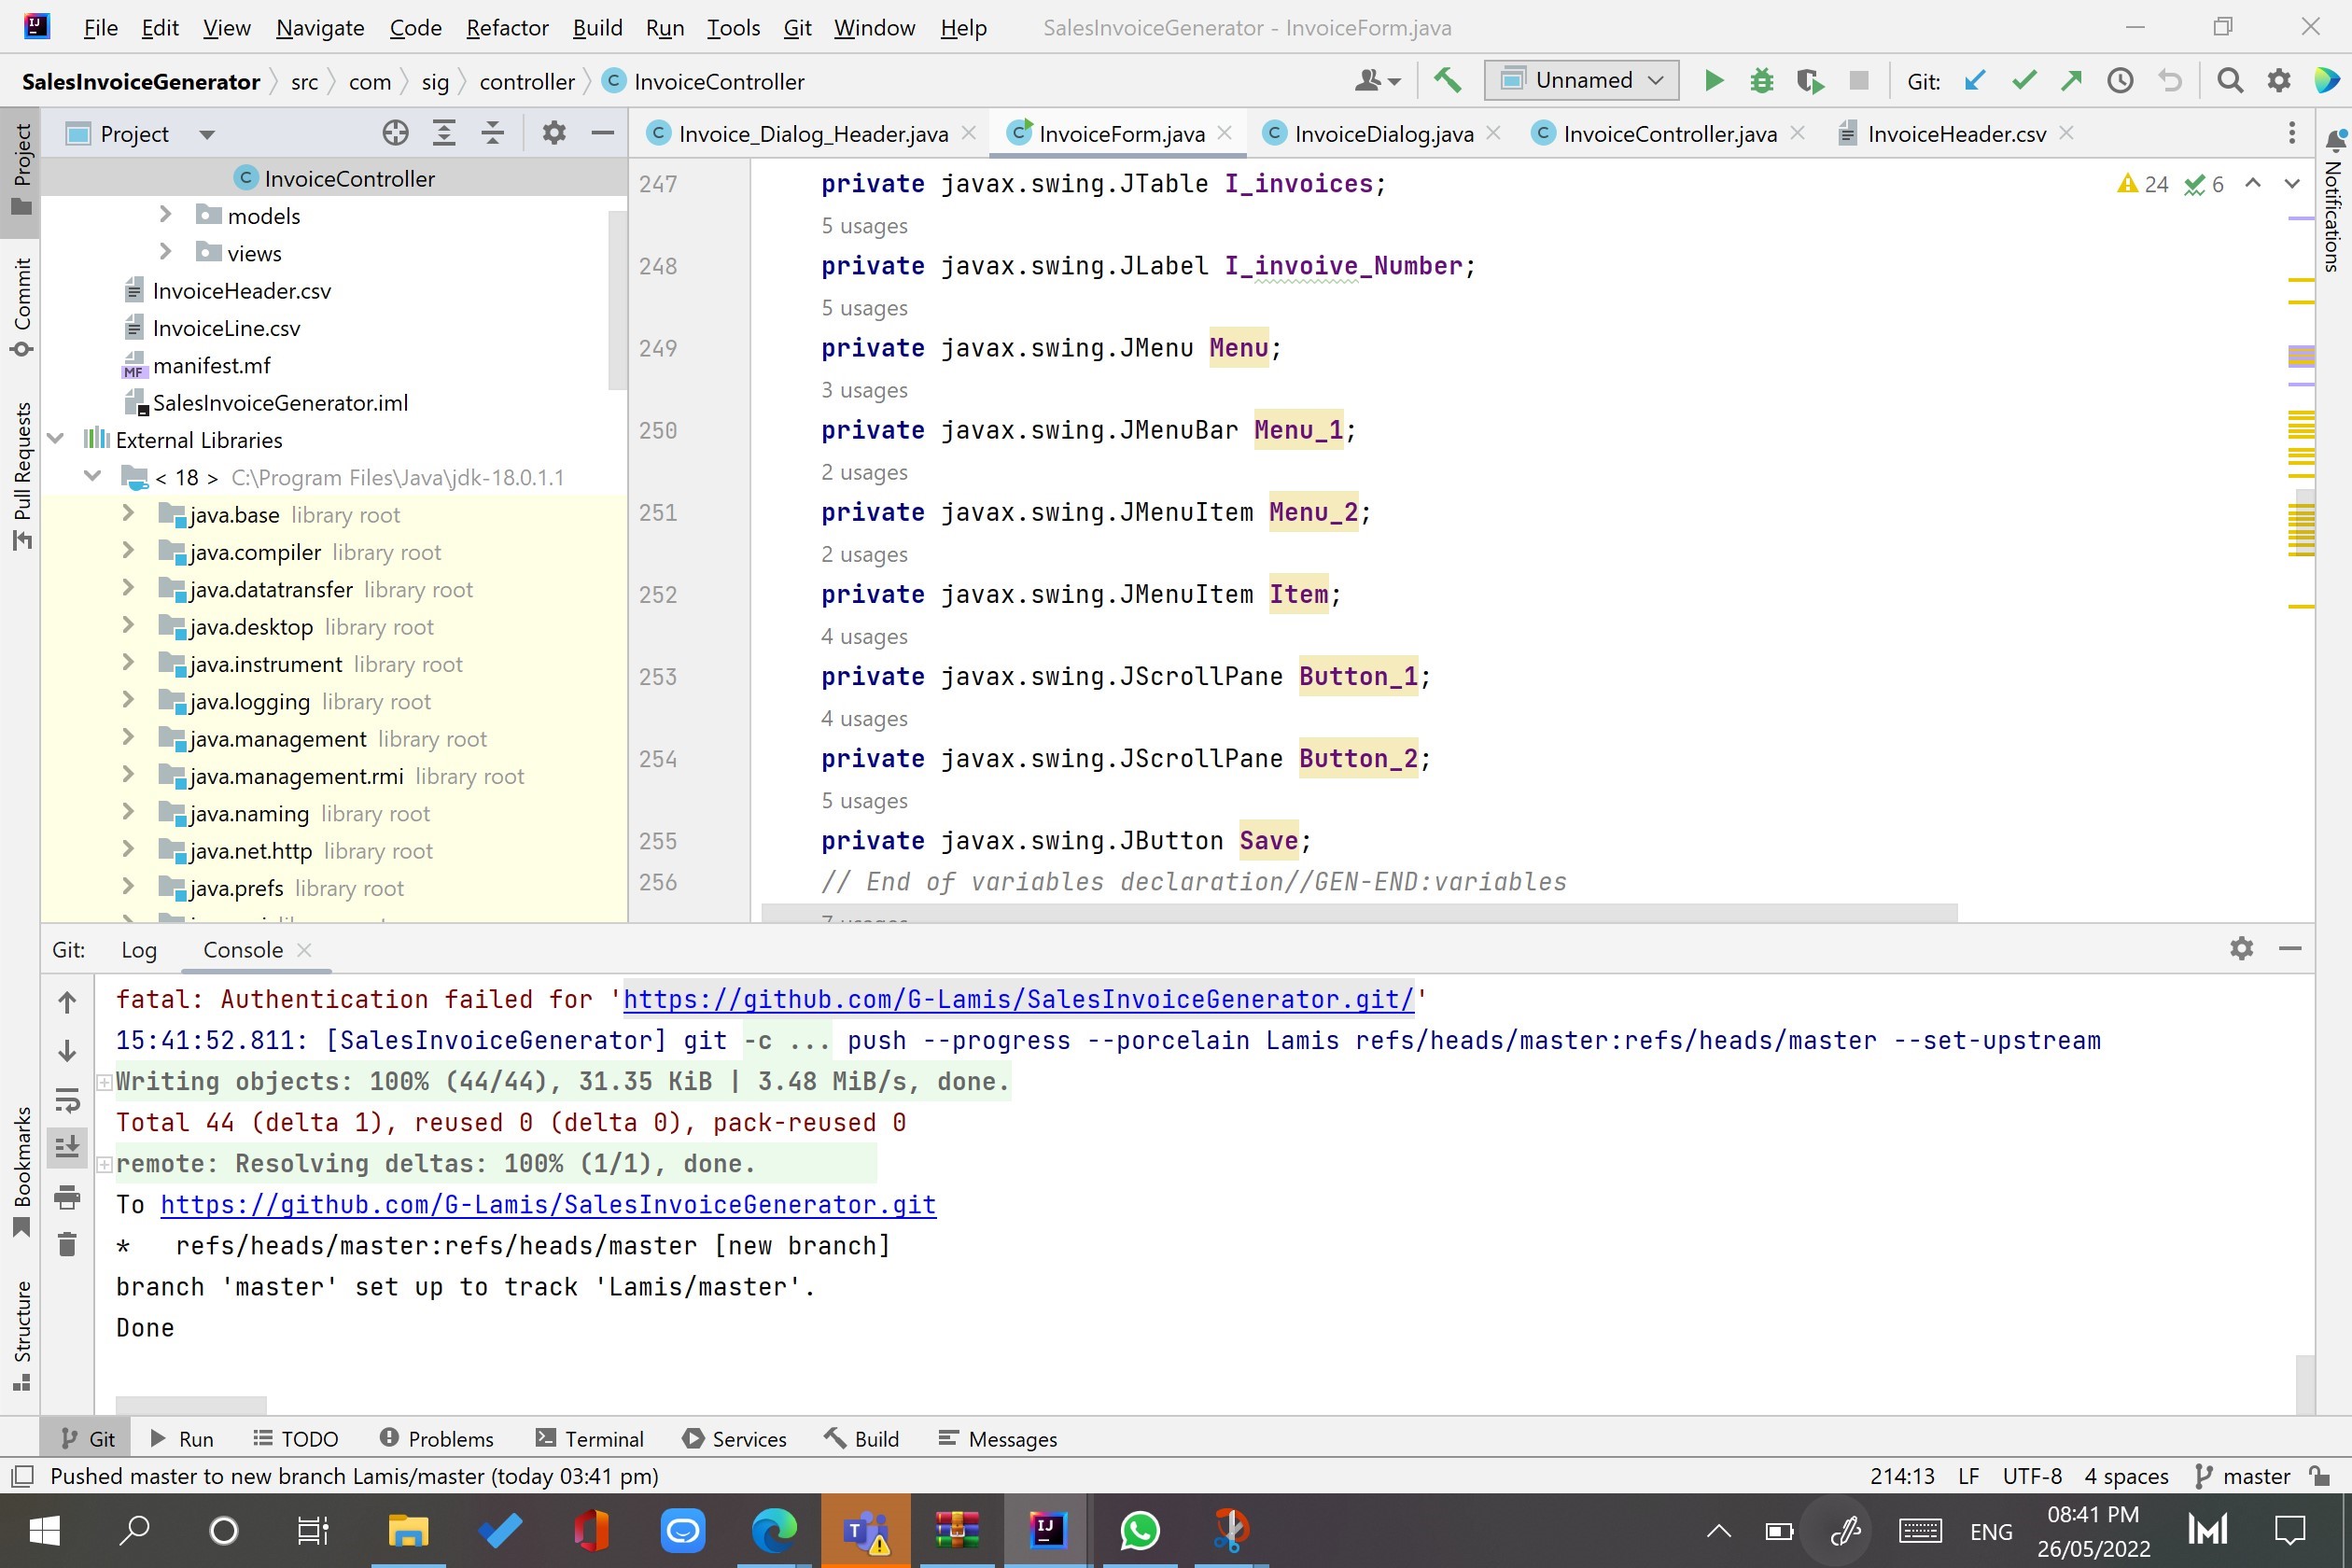 File Edit View Navigate Code Refactor Build Run Tools Git Window Help SalesInvoiceGenerator - InvoiceForm.java
SalesInvoiceGenerator src com sig controller InvoiceController Unnamed Git:
Project
Invoice_Dialog_Header.java InvoiceForm.java InvoiceDialog.java InvoiceController.java InvoiceHeader.csv
Project
Commit
Pull Requests
Bookmarks
Structure
Notifications
InvoiceController
models
views
InvoiceHeader.csv
InvoiceLine.csv
MF manifest.mf
SalesInvoiceGenerator.iml
External Libraries
< 18 > C:\Program Files\Java\jdk-18.0.1.1
java.base library root
java.compiler library root
java.datatransfer library root
java.desktop library root
java.instrument library root
java.logging library root
java.management library root
java.management.rmi library root
java.naming library root
java.net.http library root
java.prefs library root
24 6
247 private javax.swing.JTable I_invoices;
5 usages
248 private javax.swing.JLabel I_invoive_Number;
5 usages
249 private javax.swing.JMenu Menu;
3 usages
250 private javax.swing.JMenuBar Menu_1;
2 usages
251 private javax.swing.JMenuItem Menu_2;
2 usages
252 private javax.swing.JMenuItem Item;
4 usages
253 private javax.swing.JScrollPane Button_1;
4 usages
254 private javax.swing.JScrollPane Button_2;
5 usages
255 private javax.swing.JButton Save;
256 // End of variables declaration//GEN-END:variables
7 usages
Git: Log Console
fatal: Authentication failed for 'https://github.com/G-Lamis/SalesInvoiceGenerator.git/'
15:41:52.811: [SalesInvoiceGenerator] git -c ... push --progress --porcelain Lamis refs/heads/master:refs/heads/master --set-upstream
Writing objects: 100% (44/44), 31.35 KiB | 3.48 MiB/s, done.
Total 44 (delta 1), reused 0 (delta 0), pack-reused 0
remote: Resolving deltas: 100% (1/1), done.
To https://github.com/G-Lamis/SalesInvoiceGenerator.git
* refs/heads/master:refs/heads/master [new branch]
branch 'master' set up to track 'Lamis/master'.
Done
Git Run TODO Problems Terminal Services Build Messages
Pushed master to new branch Lamis/master (today 03:41 pm) 214:13 LF UTF-8 4 spaces master
ENG
08:41 PM
26/05/2022